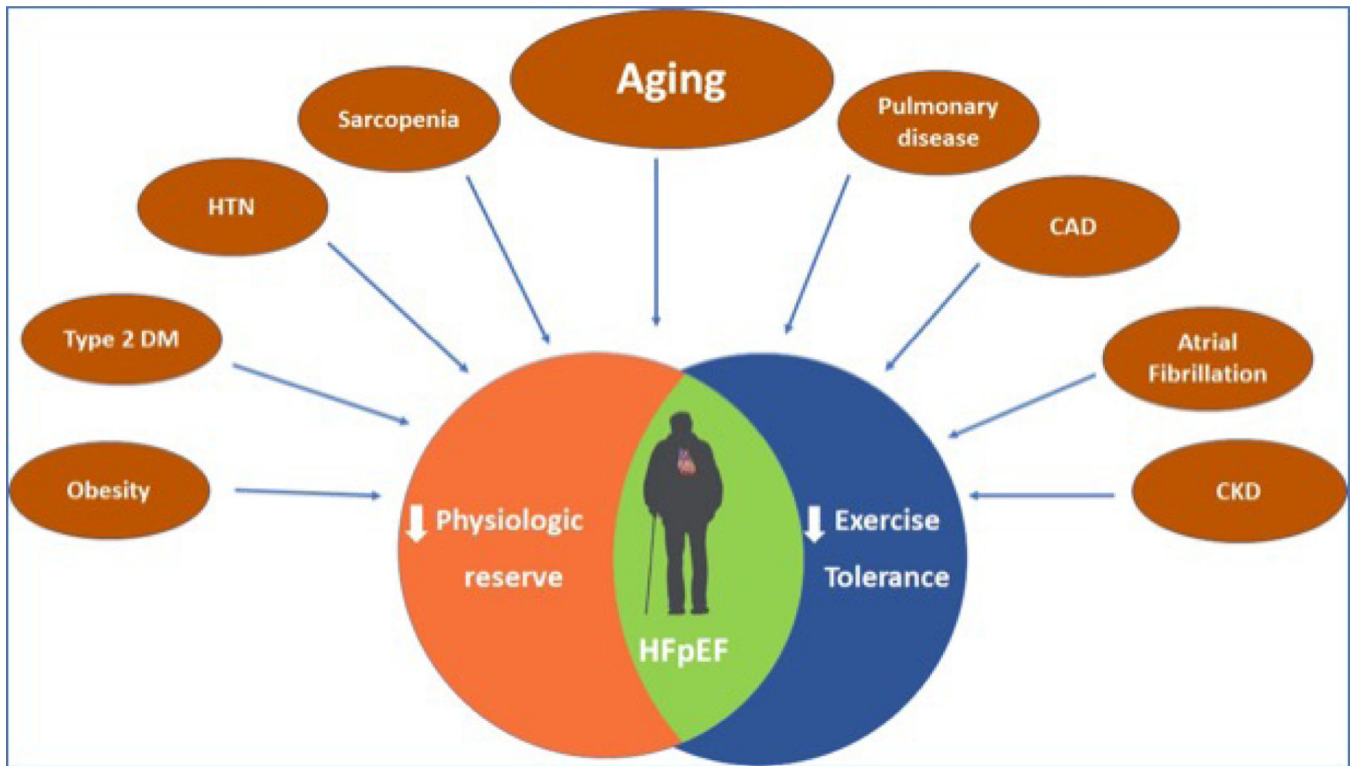 Aging
Sarcopenia
Pulmonary
disease
HTN
CAD
Type 2 DM
Atrial
Fibrillation
Obesity
CKD
Physiologic
reserve
Exercise
Tolerance
HFpEF